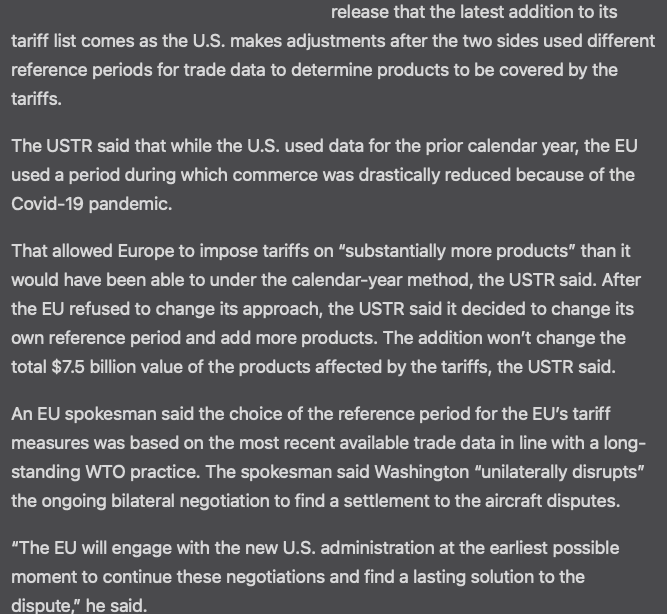 release that the latest addition to its
tariff list comes as the U.S. makes adjustments after the two sides used different
reference periods for trade data to determine products to be covered by the
tariffs.
The USTR said that while the U.S. used data for the prior calendar year, the EU
used a period during which commerce was drastically reduced because of the
Covid-19 pandemic.
That allowed Europe to impose tariffs on “substantially more products” than it
would have been able to under the calendar-year method, the USTR said. After
the EU refused to change its approach, the USTR said it decided to change its
own reference period and add more products. The addition won’t change the
total $7.5 billion value of the products affected by the tariffs, the USTR said.
An EU spokesman said the choice of the reference period for the EU’s tariff
measures was based on the most recent available trade data in line with a long-
standing WTO practice. The spokesman said Washington “unilaterally disrupts”
the ongoing bilateral negotiation to find a settlement to the aircraft disputes.
“The EU will engage with the new U.S. administration at the earliest possible
moment to continue these negotiations and find a lasting solution to the
dispute,” he said.